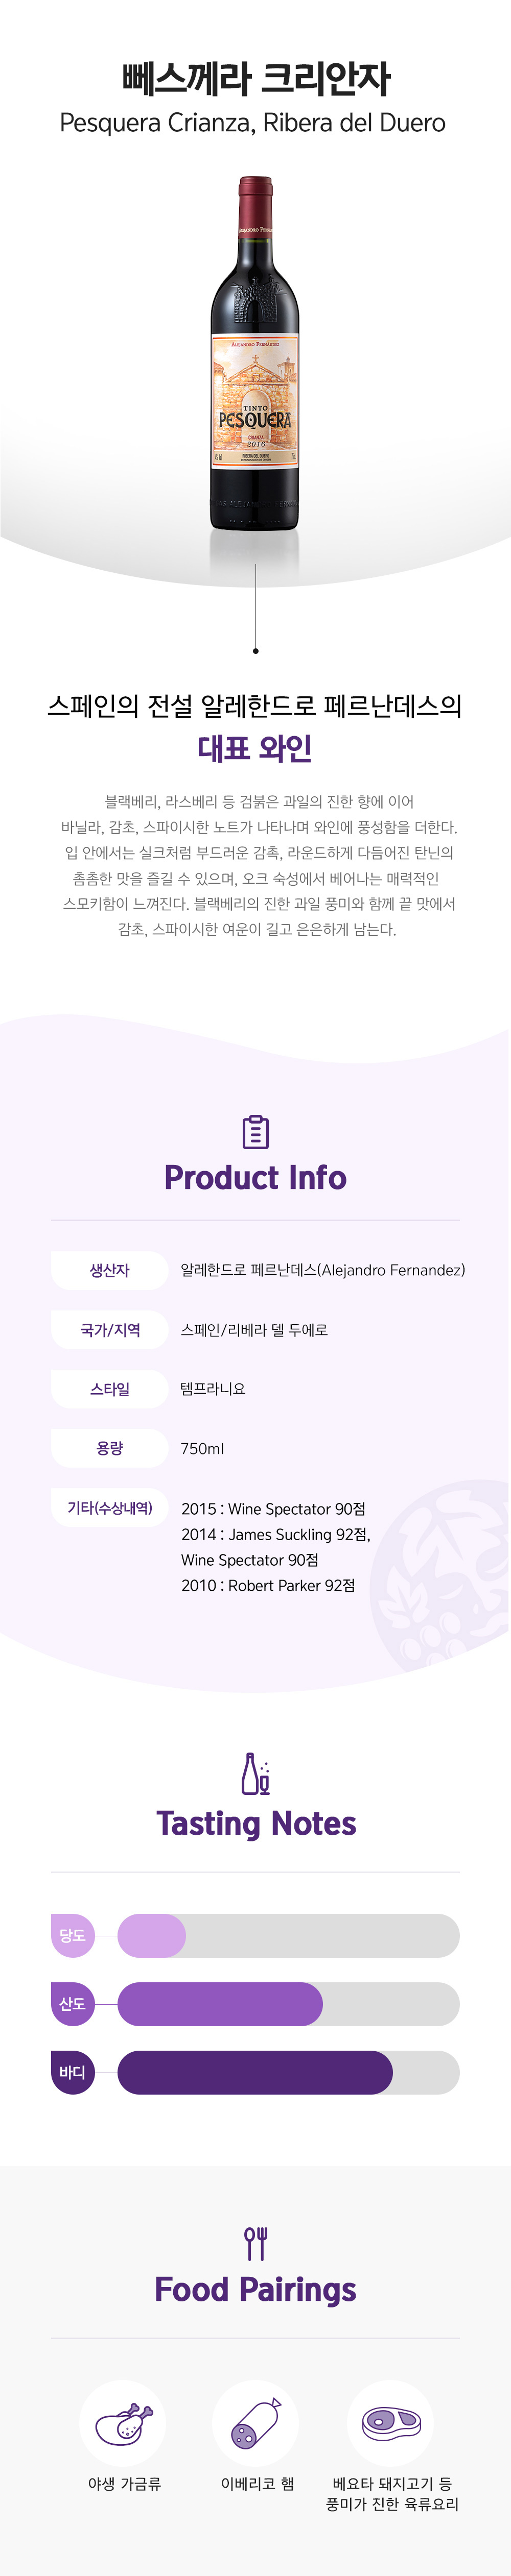 뻬스께라 크리안자
Pesquera Crianza, Ribera del Duero
ALEJANDRO FERNÁNDEZ
TINTO
PESQUERA
CRIANZA
2016
RIBERA DEL DUERO
스페인의 전설 알레한드로 페르난데스의
대표 와인
블랙베리, 라스베리 등 검붉은 과일의 진한 향에 이어
바닐라, 감초, 스파이시한 노트가 나타나며 와인에 풍성함을 더한다.
입 안에서는 실크처럼 부드러운 감촉, 라운드하게 다듬어진 탄닌의
촘촘한 맛을 즐길 수 있으며, 오크 숙성에서 베어나는 매력적인
스모키함이 느껴진다. 블랙베리의 진한 과일 풍미와 함께 끝 맛에서
감초, 스파이시한 여운이 길고 은은하게 남는다.
Product Info
생산자 알레한드로 페르난데스(Alejandro Fernandez)
국가/지역 스페인/리베라 델 두에로
스타일 템프라니요
용량 750ml
기타(수상내역) 2015 : Wine Spectator 90점
2014 : James Suckling 92점,
Wine Spectator 90점
2010 : Robert Parker 92점
Tasting Notes
당도
산도
바디
Food Pairings
야생 가금류 이베리코 햄 베요타 돼지고기 등
풍미가 진한 육류요리